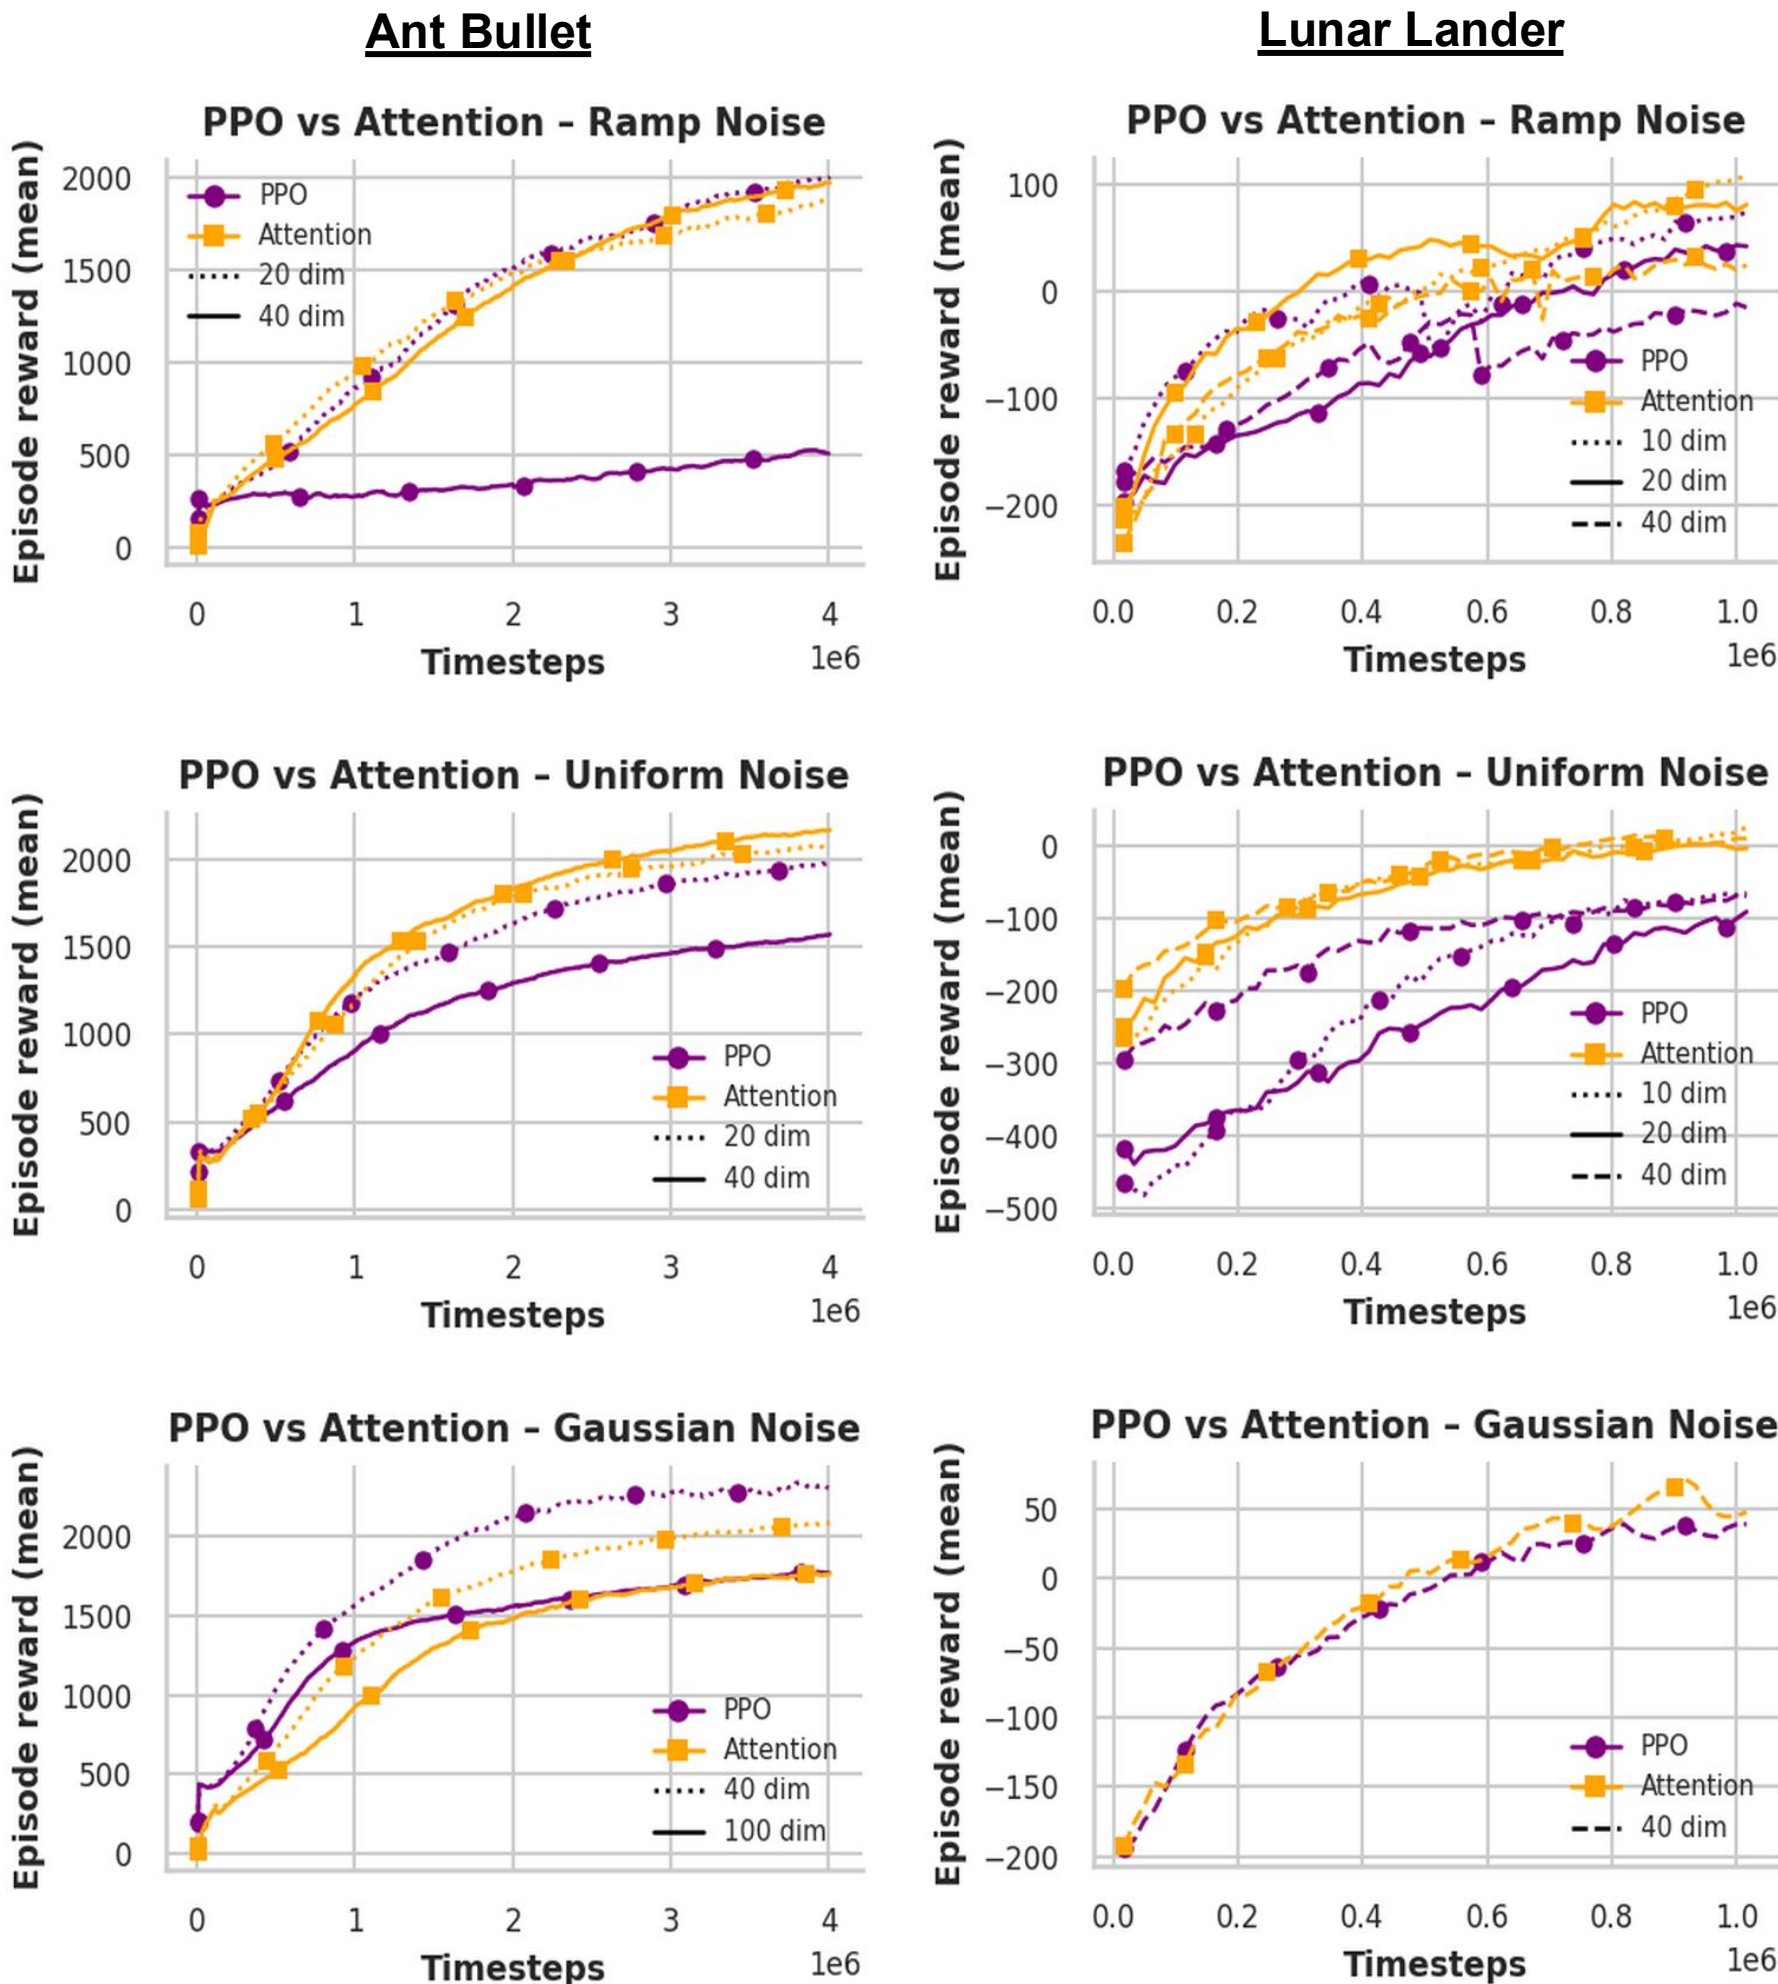 Ant Bullet
Lunar Lander
PPO vs Attention – Ramp Noise
Episode reward (mean)
2000
1500
1000
500
0
PPO
Attention
20 dim
40 dim
0 1 2 3 4
1e6
Timesteps
PPO vs Attention – Ramp Noise
Episode reward (mean)
100
0
−100
−200
PPO
Attention
10 dim
20 dim
40 dim
0.0 0.2 0.4 0.6 0.8 1.0
1e6
Timesteps
PPO vs Attention – Uniform Noise
Episode reward (mean)
2000
1500
1000
500
0
PPO
Attention
20 dim
40 dim
0 1 2 3 4
1e6
Timesteps
PPO vs Attention – Uniform Noise
Episode reward (mean)
0
−100
−200
−300
−400
−500
PPO
Attention
10 dim
20 dim
40 dim
0.0 0.2 0.4 0.6 0.8 1.0
1e6
Timesteps
PPO vs Attention – Gaussian Noise
Episode reward (mean)
2000
1500
1000
500
0
PPO
Attention
40 dim
100 dim
0 1 2 3 4
1e6
Timesteps
PPO vs Attention – Gaussian Noise
Episode reward (mean)
50
0
−50
−100
−150
−200
PPO
Attention
40 dim
0.0 0.2 0.4 0.6 0.8 1.0
1e6
Timesteps